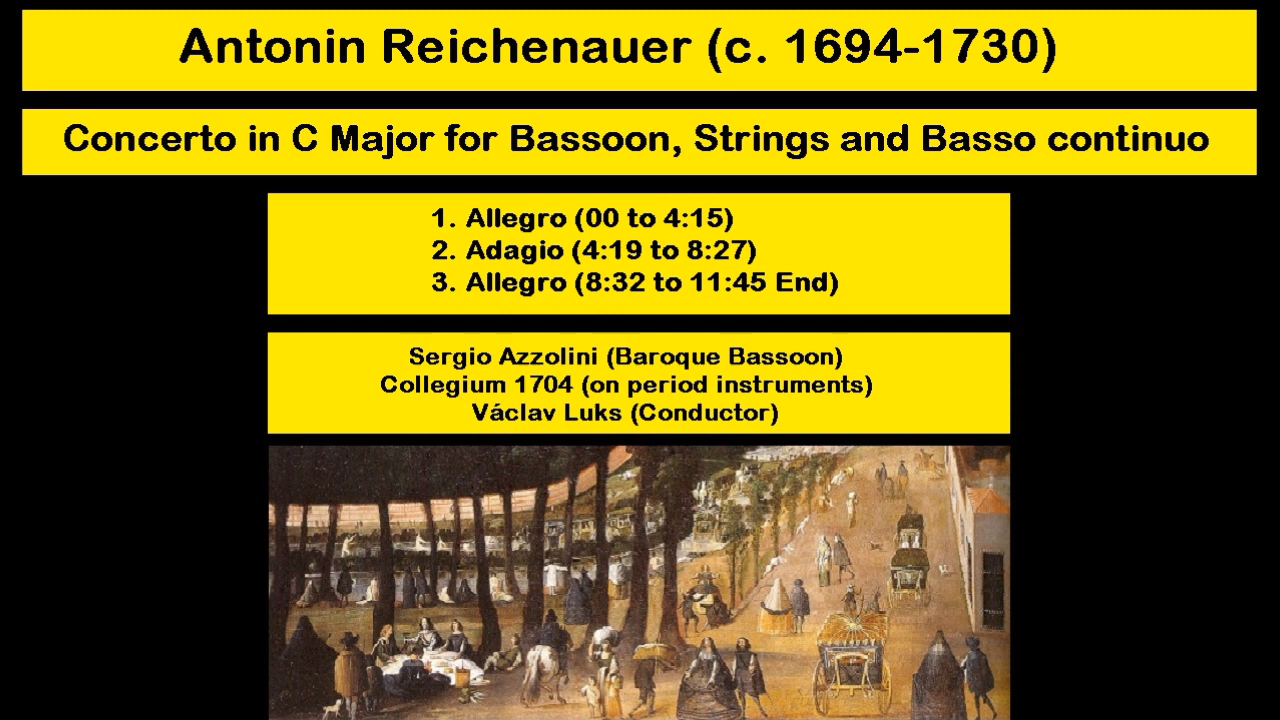 Antonin Reichenauer (c. 1694-1730)
Concerto in C Major for Bassoon, Strings and Basso continuo
1. Allegro (00 to 4:15)
2. Adagio (4:19 to 8:27)
3. Allegro (8:32 to 11:45 End)
Sergio Azzolini (Baroque Bassoon)
Collegium 1704 (on period instruments)
Václav Luks (Conductor)